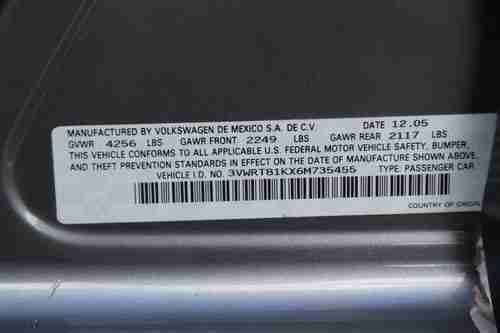 MANUFACTURED BY VOLKSWAGEN DE MEXICO S.A. DE C.V. DATE 12.05
GVWR 4256 LBS GAWR FRONT 2249 LBS GAWR REAR 2117 LBS
THIS VEHICLE CONFORMS TO ALL APPLICABLE U.S. FEDERAL MOTOR VEHICLE SAFETY, BUMPER,
AND THEFT PREVENTION STANDARDS IN EFFECT ON THE DATE OF MANUFACTURE SHOWN ABOVE.
VEHICLE I.D. NO. 3VWRT81KX6M735455 TYPE: PASSENGER CAR.
COUNTRY OF ORIGIN